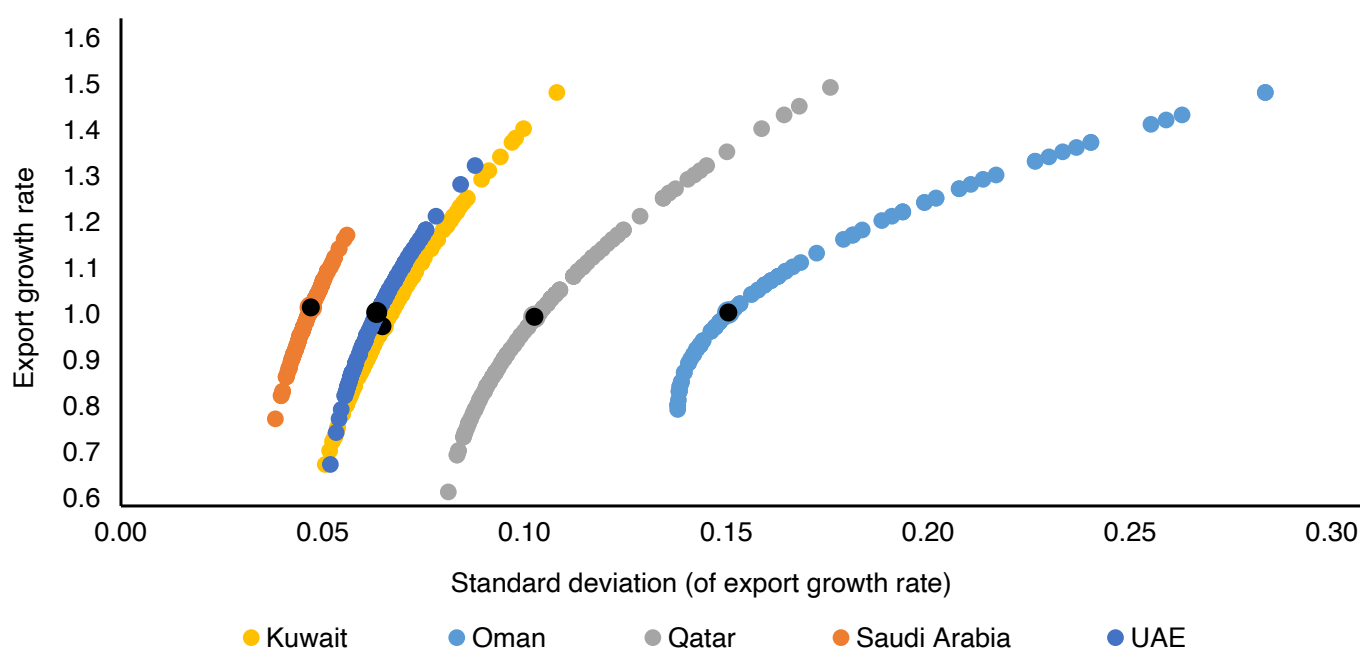 Export growth rate
1.6
1.5
1.4
1.3
1.2
1.1
1.0
0.9
0.8
0.7
0.6
0.00 0.05 0.10 0.15 0.20 0.25 0.30
Standard deviation (of export growth rate)
Kuwait Oman Qatar Saudi Arabia UAE